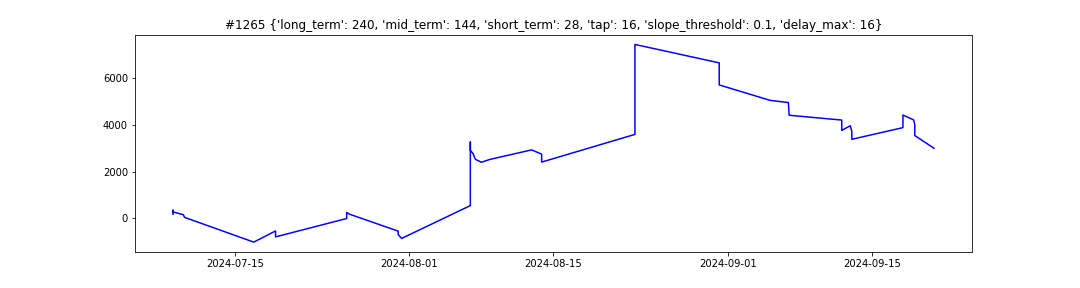 #1265 {'long_term': 240, 'mid_term': 144, 'short_term': 28, 'tap': 16, 'slope_threshold': 0.1, 'delay_max': 16}
6000
4000
2000
0
2024-07-15 2024-08-01 2024-08-15 2024-09-01 2024-09-15